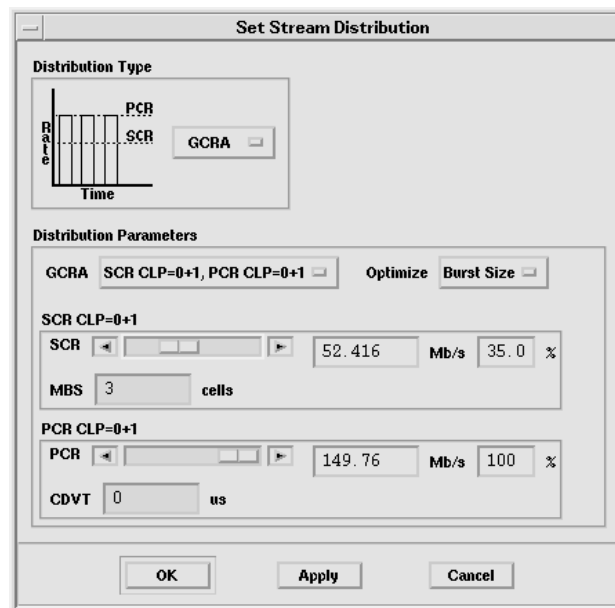 Set Stream Distribution
Distribution Type
Rate
PCR
SCR
Time
GCRA
Distribution Parameters
GCRA SCR CLP=0+1, PCR CLP=0+1 Optimize Burst Size
SCR CLP=0+1
SCR 52.416 Mb/s 35.0 %
MBS 3 cells
PCR CLP=0+1
PCR 149.76 Mb/s 100 %
CDVT 0 us
OK Apply Cancel